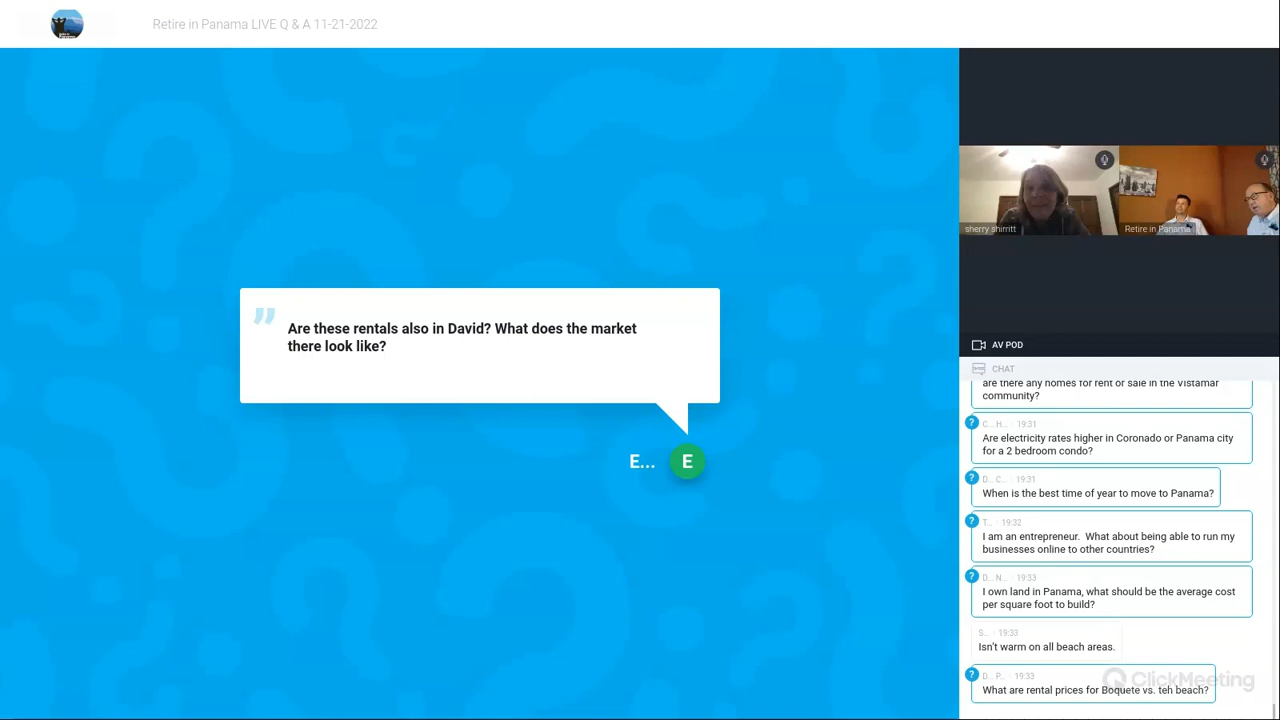 Retire in Panama LIVE Q & A 11-21-2022
Are these rentals also in David? What does the market
there look like?
E... E
sherry shirritt
Retire in Panama
AV POD
CHAT
are there any homes for rent or sale in the Vistamar
community?
C... H... 19:31
Are electricity rates higher in Coronado or Panama city
for a 2 bedroom condo?
D... C... 19:31
When is the best time of year to move to Panama?
T... 19:32
I am an entrepreneur. What about being able to run my
businesses online to other countries?
D... N... 19:33
I own land in Panama, what should be the average cost
per square foot to build?
S... 19:33
Isn't warm on all beach areas.
D... P... 19:33
What are rental prices for Boquete vs. teh beach?
ClickMeeting